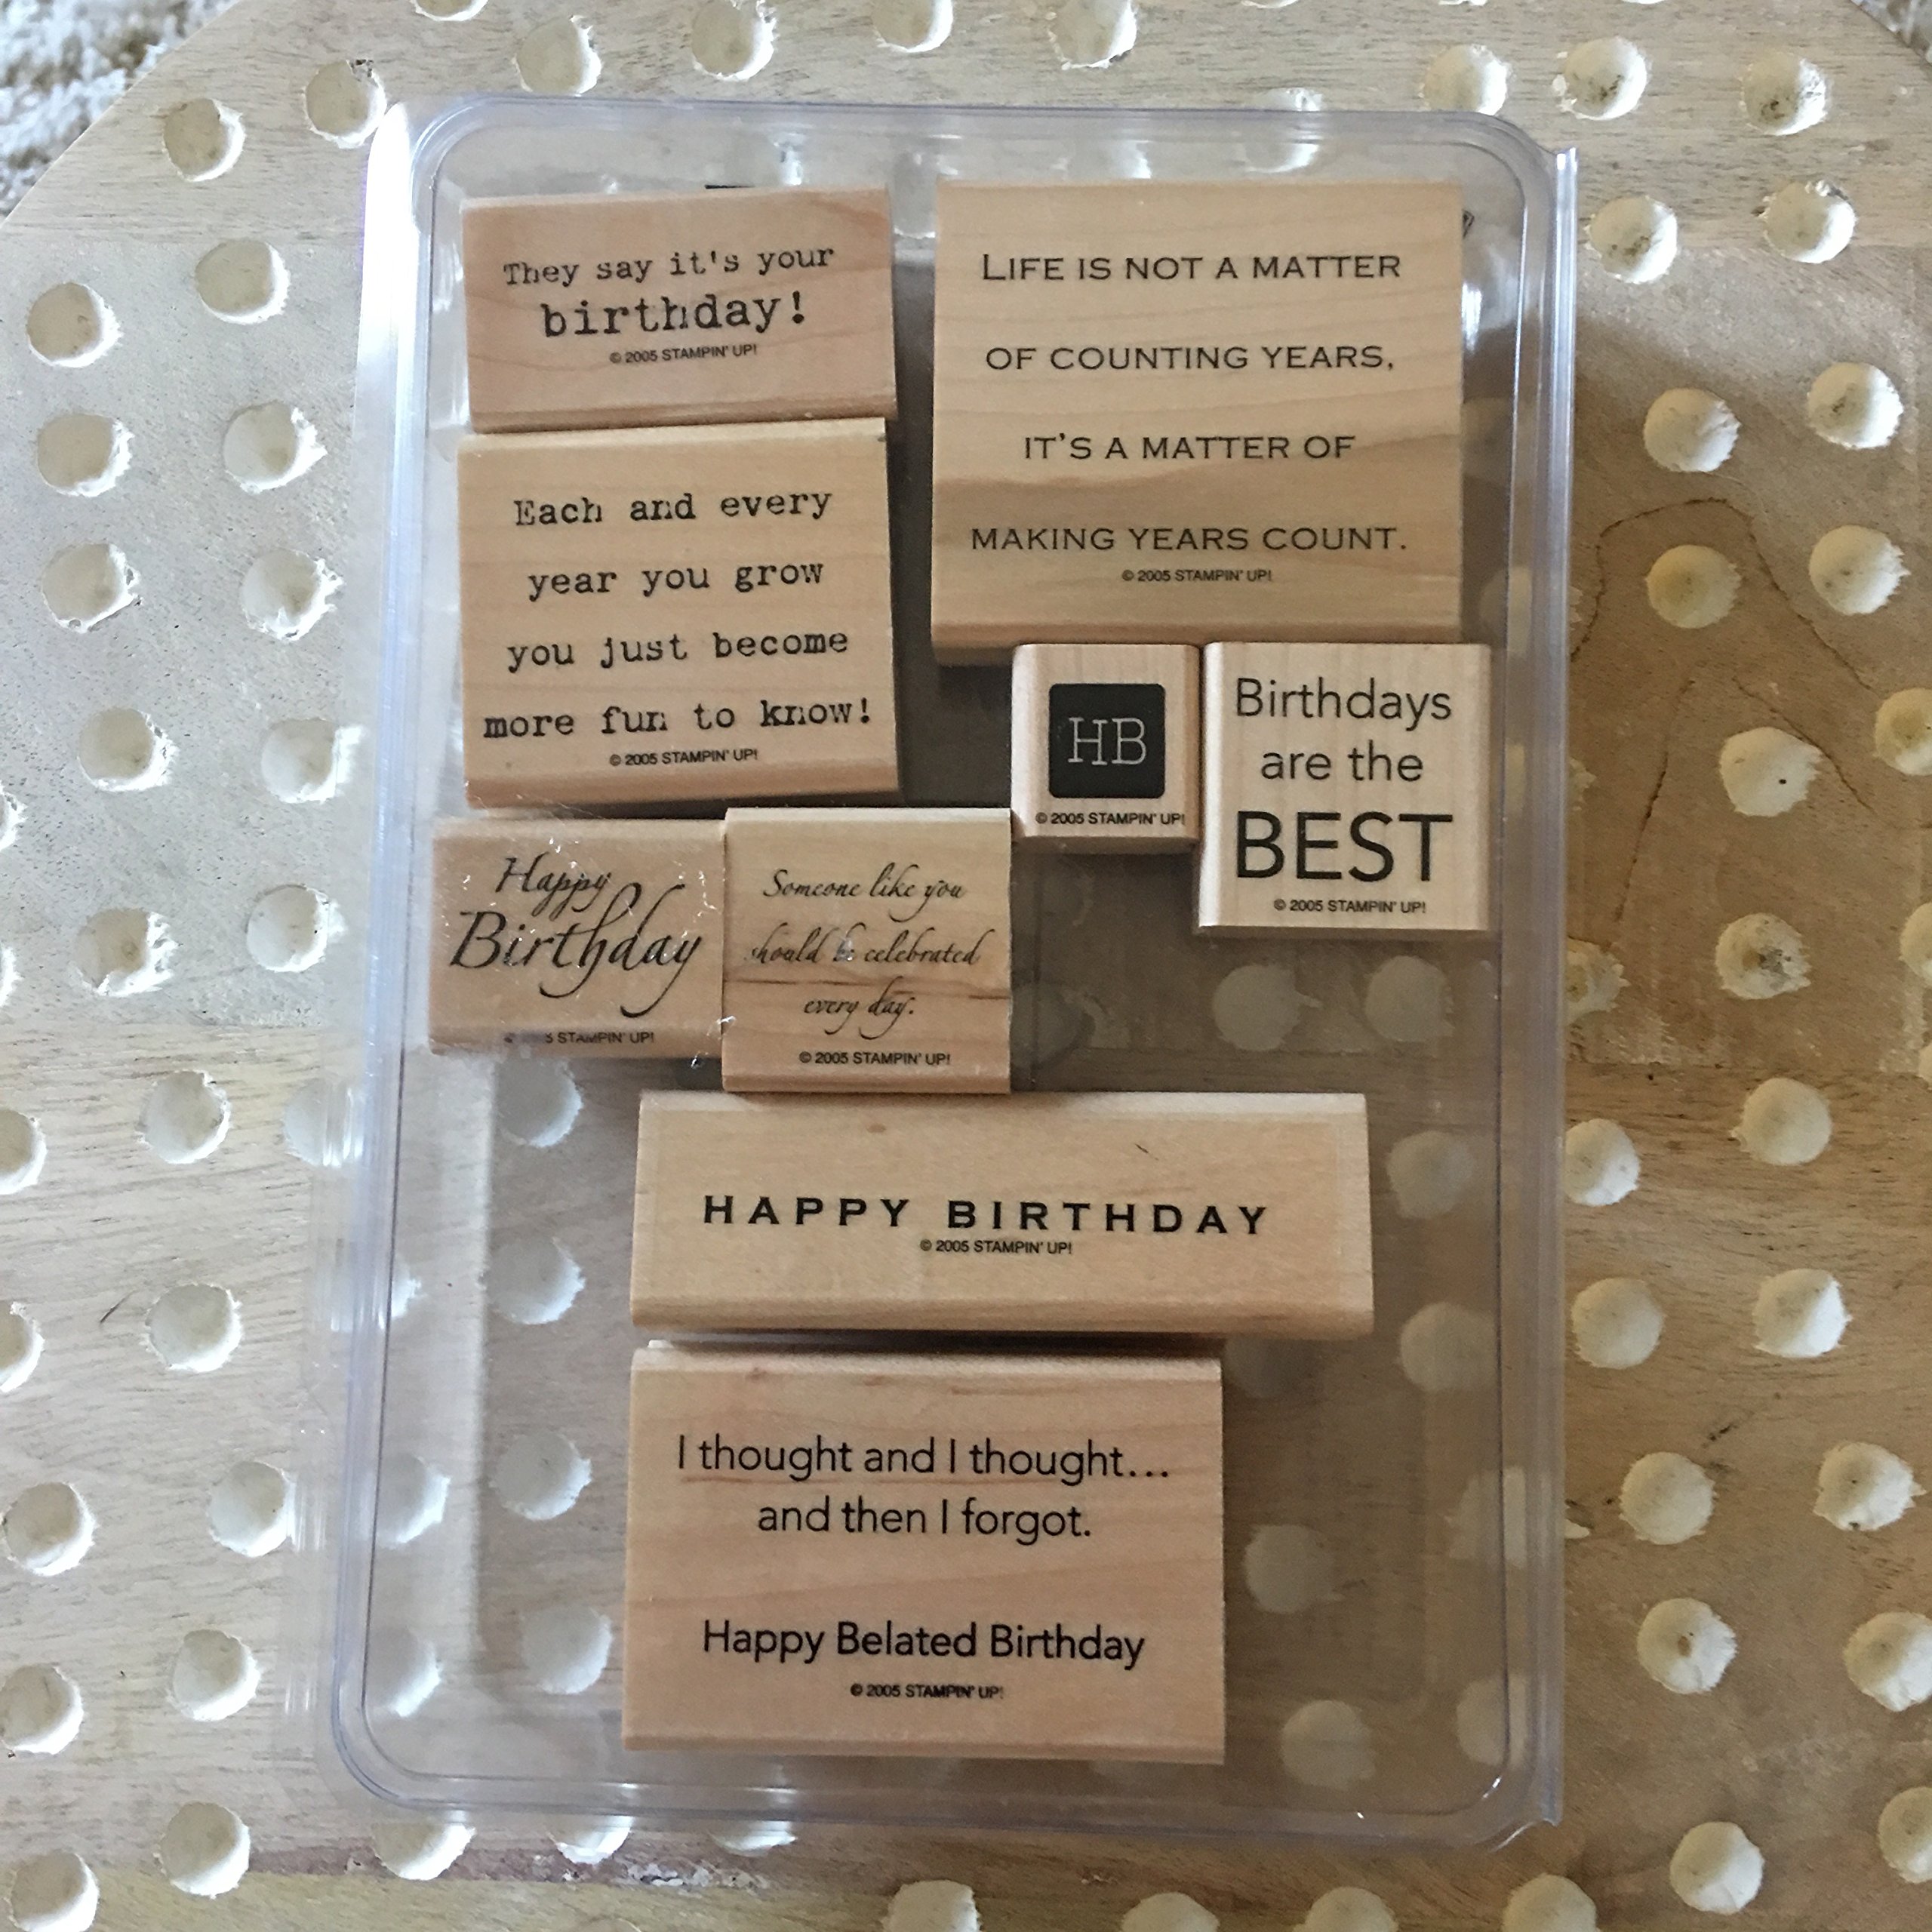 They say it's your
birthday!
© 2005 STAMPIN' UP!
LIFE IS NOT A MATTER
OF COUNTING YEARS,
IT'S A MATTER OF
MAKING YEARS COUNT.
© 2005 STAMPIN' UP!
Each and every
year you grow
you just become
more fun to know!
© 2005 STAMPIN' UP!
HB
© 2005 STAMPIN' UP!
Birthdays
are the
BEST
© 2005 STAMPIN' UP!
Happy
Birthday
STAMPIN' UP!
Someone like you
should be celebrated
every day.
© 2005 STAMPIN' UP!
HAPPY BIRTHDAY
© 2005 STAMPIN' UP!
I thought and I thought...
and then I forgot.
Happy Belated Birthday
© 2005 STAMPIN' UP!